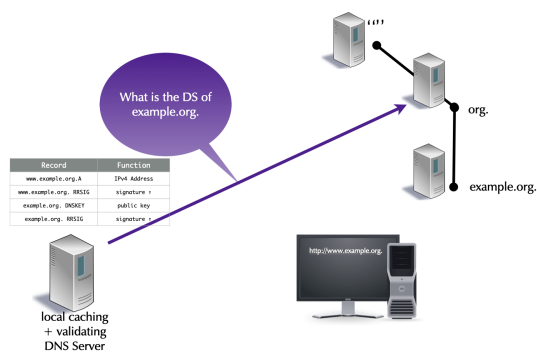 “”
What is the DS of
example.org.
org.
Record Function
www.example.org.A IPv4 Address
www.example.org. RRSIG signature ↑
example.org. DNSKEY public key
example.org. RRSIG signature ↑
example.org.
http://www.example.org.
local caching
+ validating
DNS Server